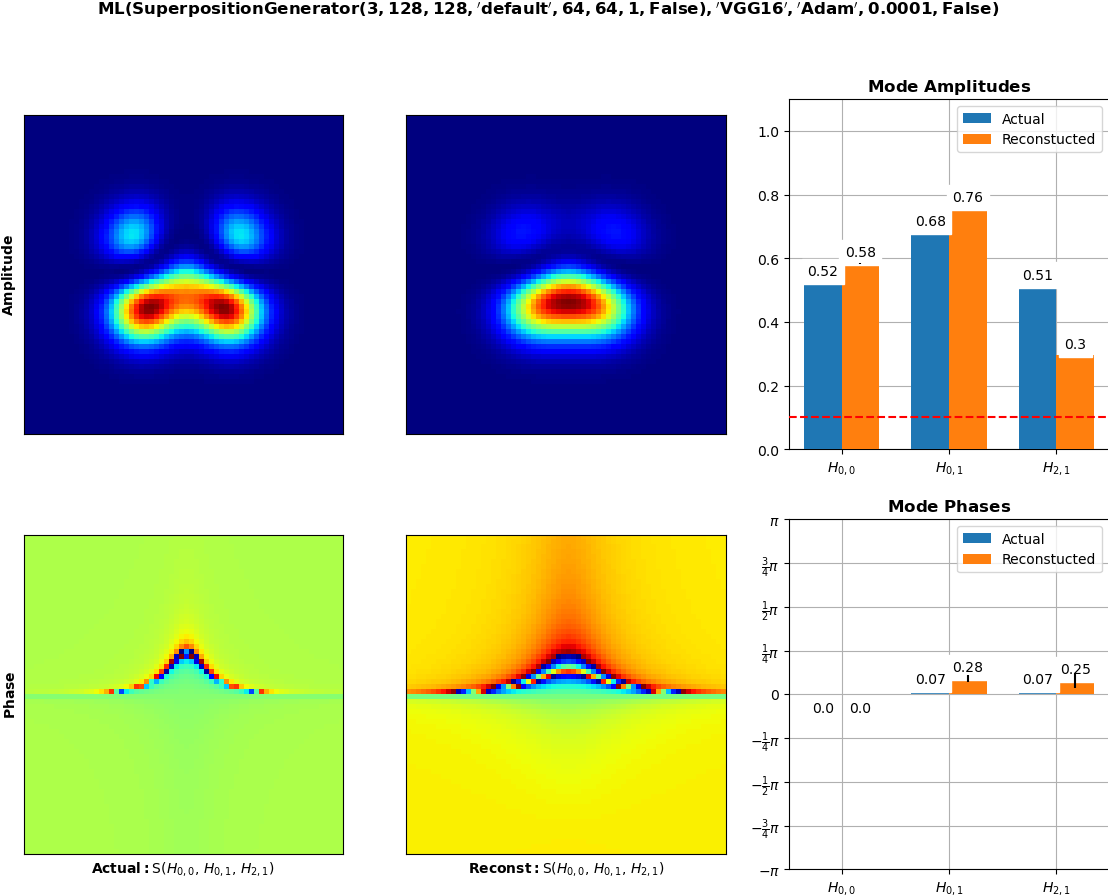 ML(SuperpositionGenerator(3, 128, 128, 'default', 64, 64, 1, False), 'VGG16', 'Adam', 0.0001, False)
Amplitude
Mode Amplitudes
Actual
Reconstucted
1.0
0.8
0.6
0.4
0.2
0.0
0.52
0.58
0.68
0.76
0.51
0.3
H0,0
H0,1
H2,1
Phase
Actual: S(H0,0, H0,1, H2,1)
Reconst: S(H0,0, H0,1, H2,1)
Mode Phases
Actual
Reconstucted
π
3/4π
1/2π
1/4π
0
−1/4π
−1/2π
−3/4π
−π
0.0
0.0
0.07
0.28
0.07
0.25
H0,0
H0,1
H2,1